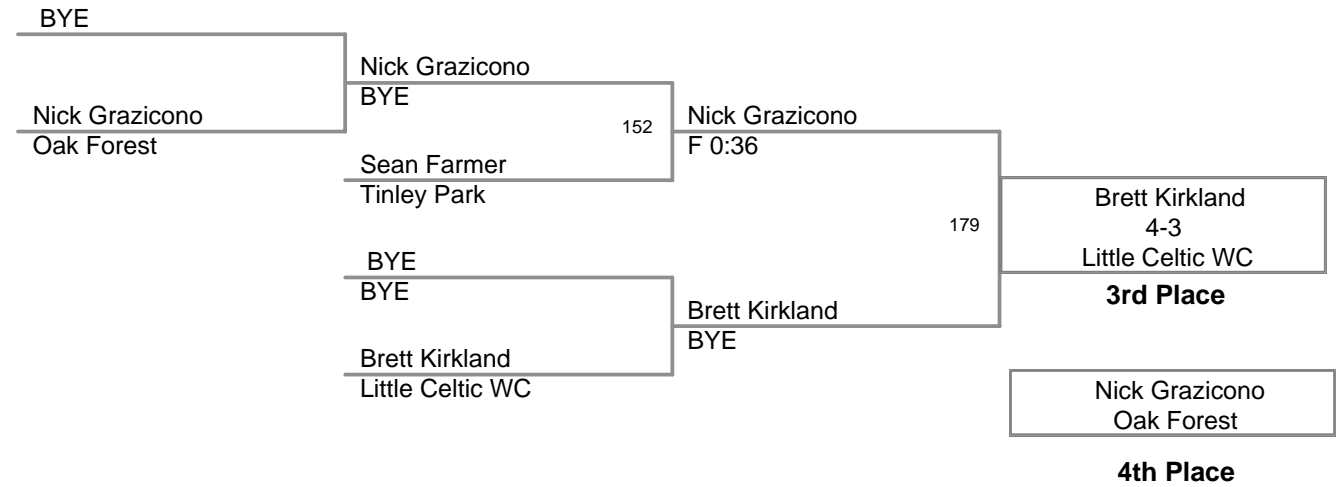 BYE
Nick Grazicono
Oak Forest
Nick Grazicono
BYE
152
Sean Farmer
Tinley Park
BYE
BYE
Brett Kirkland
Little Celtic WC
Nick Grazicono
F 0:36
179
Brett Kirkland
BYE
Brett Kirkland
4-3
Little Celtic WC
3rd Place
Nick Grazicono
Oak Forest
4th Place